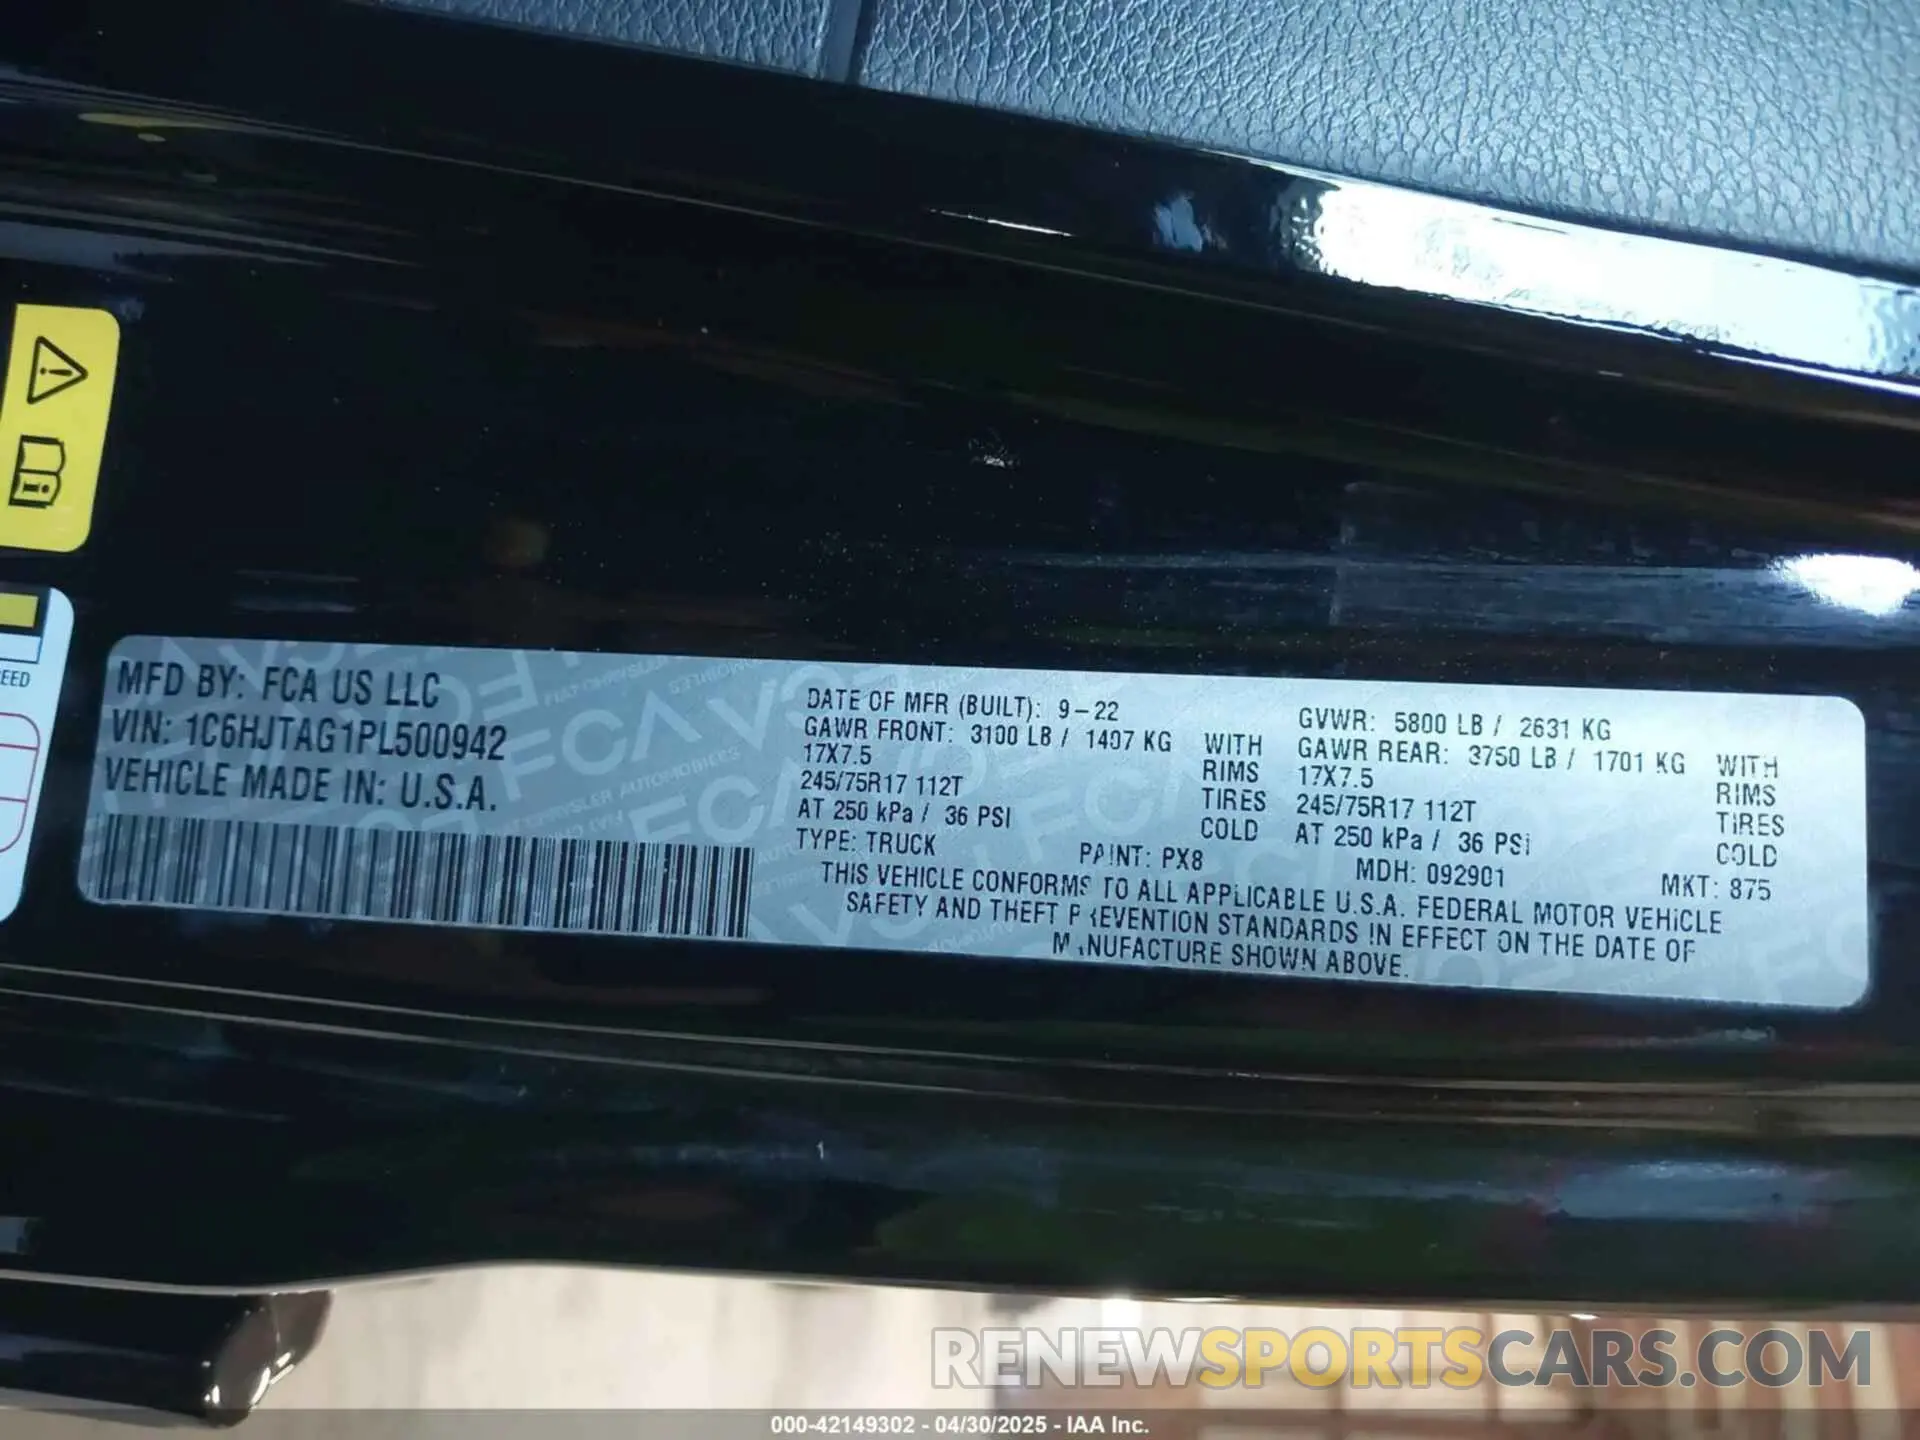 EED
MFD BY: FCA US LLC
VIN: 1C6HJTAG1PL500942
VEHICLE MADE IN: U.S.A.
DATE OF MFR (BUILT): 9-22
GAWR FRONT: 3100 LB / 1407 KG WITH
17X7.5 RIMS
245/75R17 112T TIRES
AT 250 kPa / 36 PSI COLD
TYPE: TRUCK
GVWR: 5800 LB / 2631 KG
GAWR REAR: 3750 LB / 1701 KG WITH
17X7.5 RIMS
245/75R17 112T TIRES
AT 250 kPa / 36 PSI COLD
PAINT: PX8 MDH: 092901 MKT: 875
THIS VEHICLE CONFORMS TO ALL APPLICABLE U.S.A. FEDERAL MOTOR VEHICLE
SAFETY AND THEFT PREVENTION STANDARDS IN EFFECT ON THE DATE OF
MANUFACTURE SHOWN ABOVE.
RENEWSPORTSCARS.COM
000-42149302 - 04/30/2025 - IAA Inc.